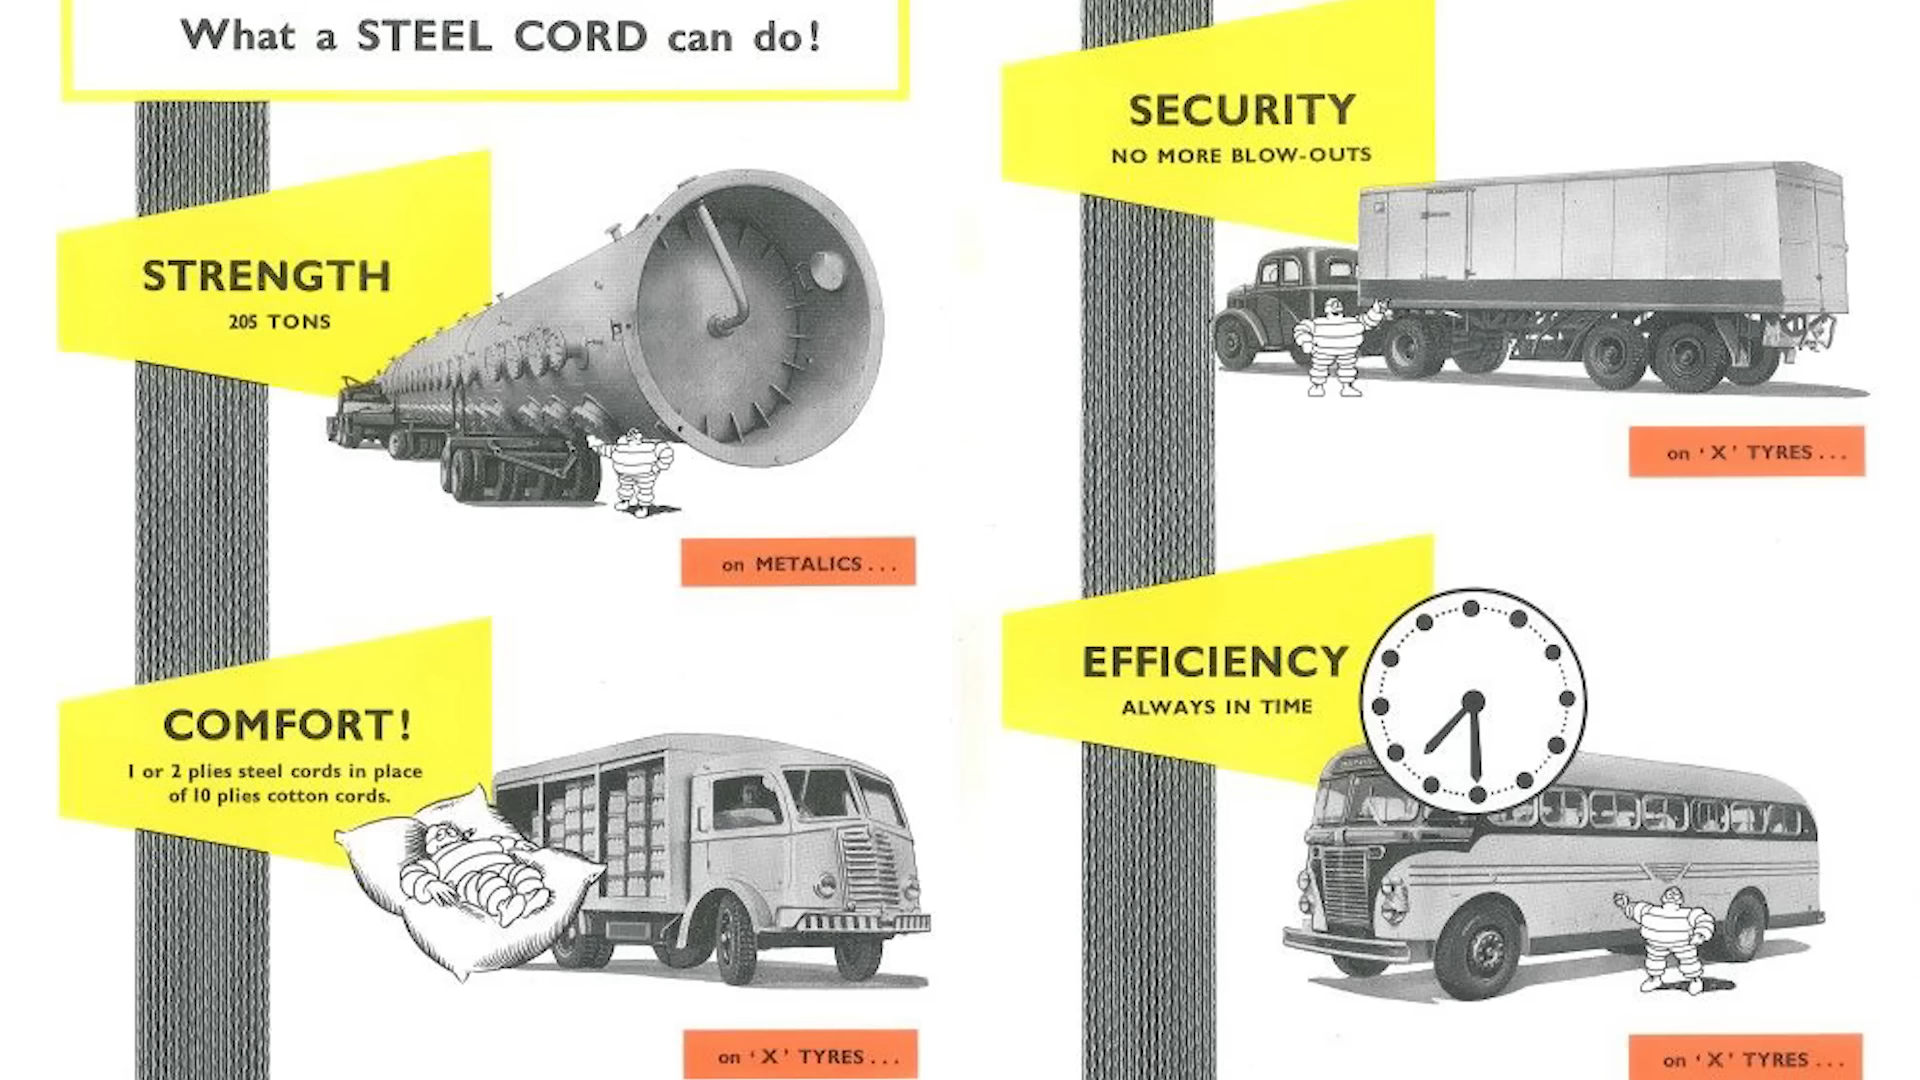 What a STEEL CORD can do!
STRENGTH
205 TONS
on METALICS...
COMFORT!
1 or 2 plies steel cords in place
of 10 plies cotton cords.
on 'X' TYRES...
SECURITY
NO MORE BLOW-OUTS
on 'X' TYRES...
EFFICIENCY
ALWAYS IN TIME
on 'X' TYRES...